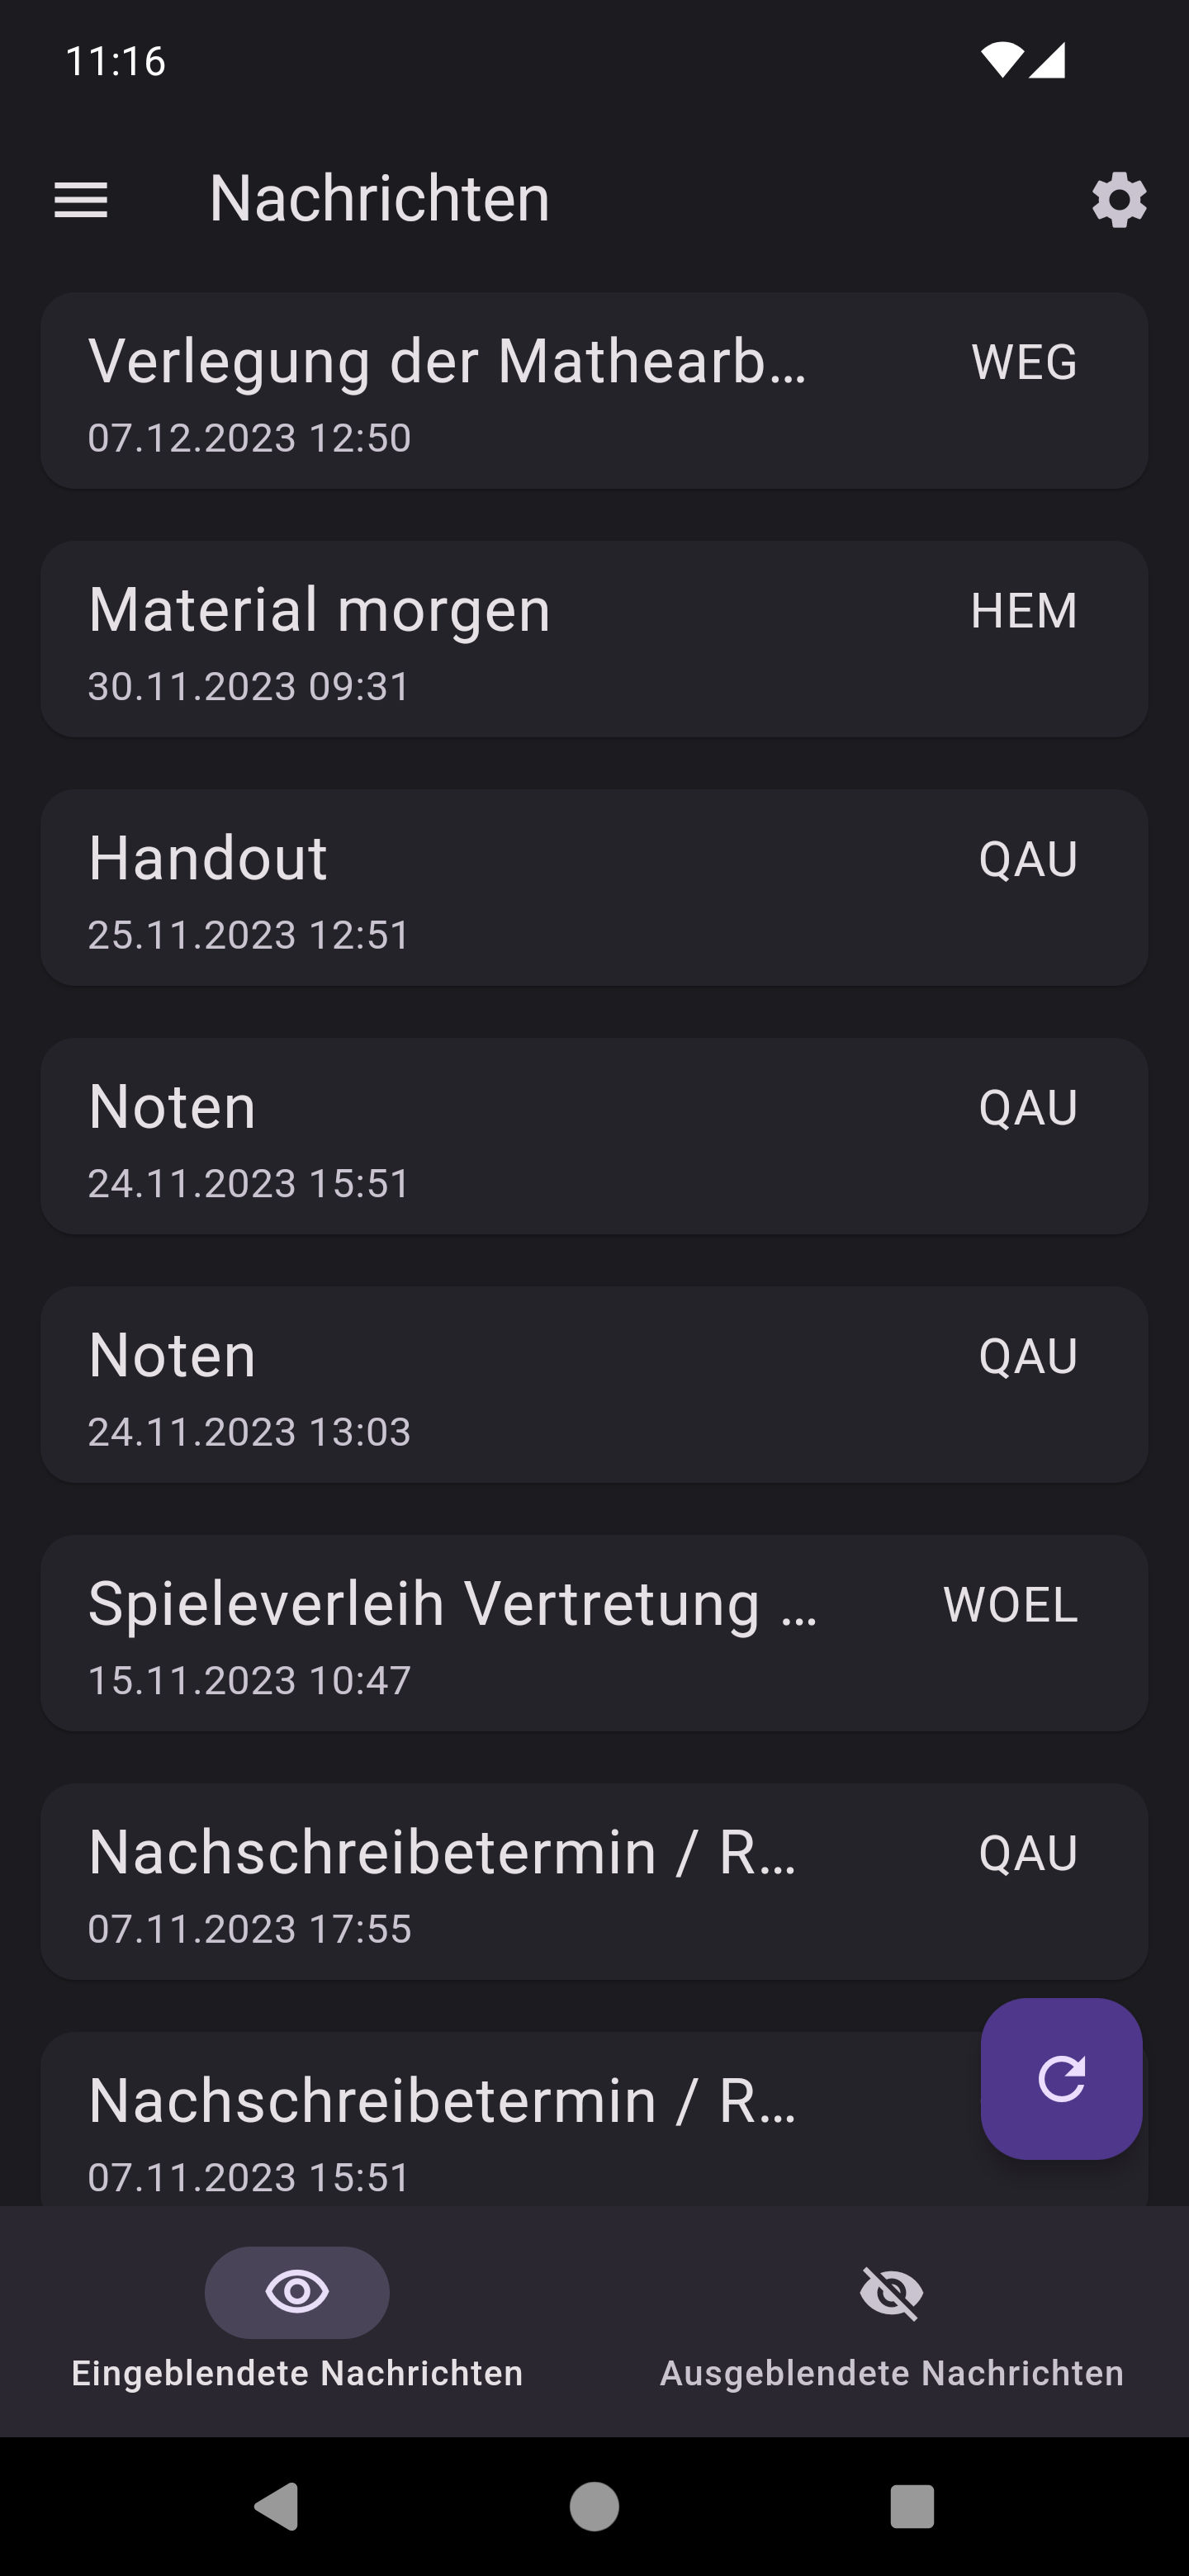 11:16
Nachrichten
Verlegung der Mathearb… WEG
07.12.2023 12:50
Material morgen HEM
30.11.2023 09:31
Handout QAU
25.11.2023 12:51
Noten QAU
24.11.2023 15:51
Noten QAU
24.11.2023 13:03
Spieleverleih Vertretung … WOEL
15.11.2023 10:47
Nachschreibetermin / R… QAU
07.11.2023 17:55
Nachschreibetermin / R…
07.11.2023 15:51
Eingeblendete Nachrichten Ausgeblendete Nachrichten